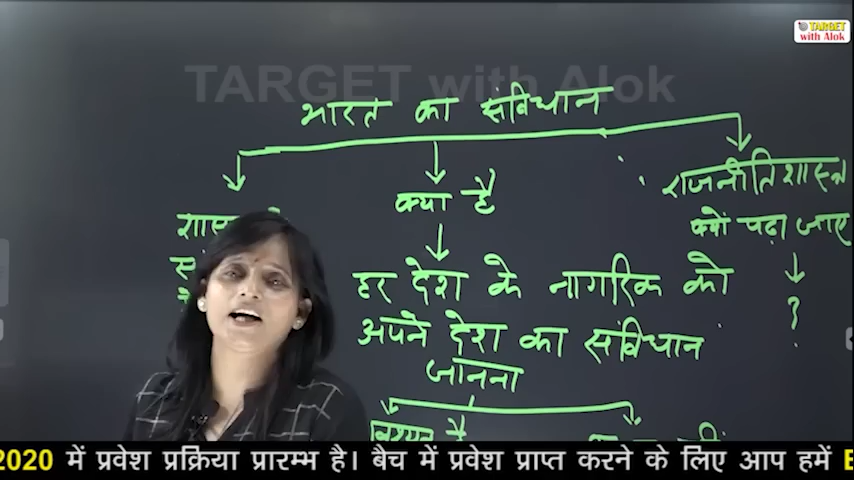 TARGET
with Alok
TARGET with Alok
भारत का संविधान
क्या है
राजनीतिशास्त्र
क्यों पढ़ा जाए
?
हर देश के नागरिक को
अपने देश का संविधान
जानना
है
2020 में प्रवेश प्रक्रिया प्रारम्भ है। बैच में प्रवेश प्राप्त करने के लिए आप हमें